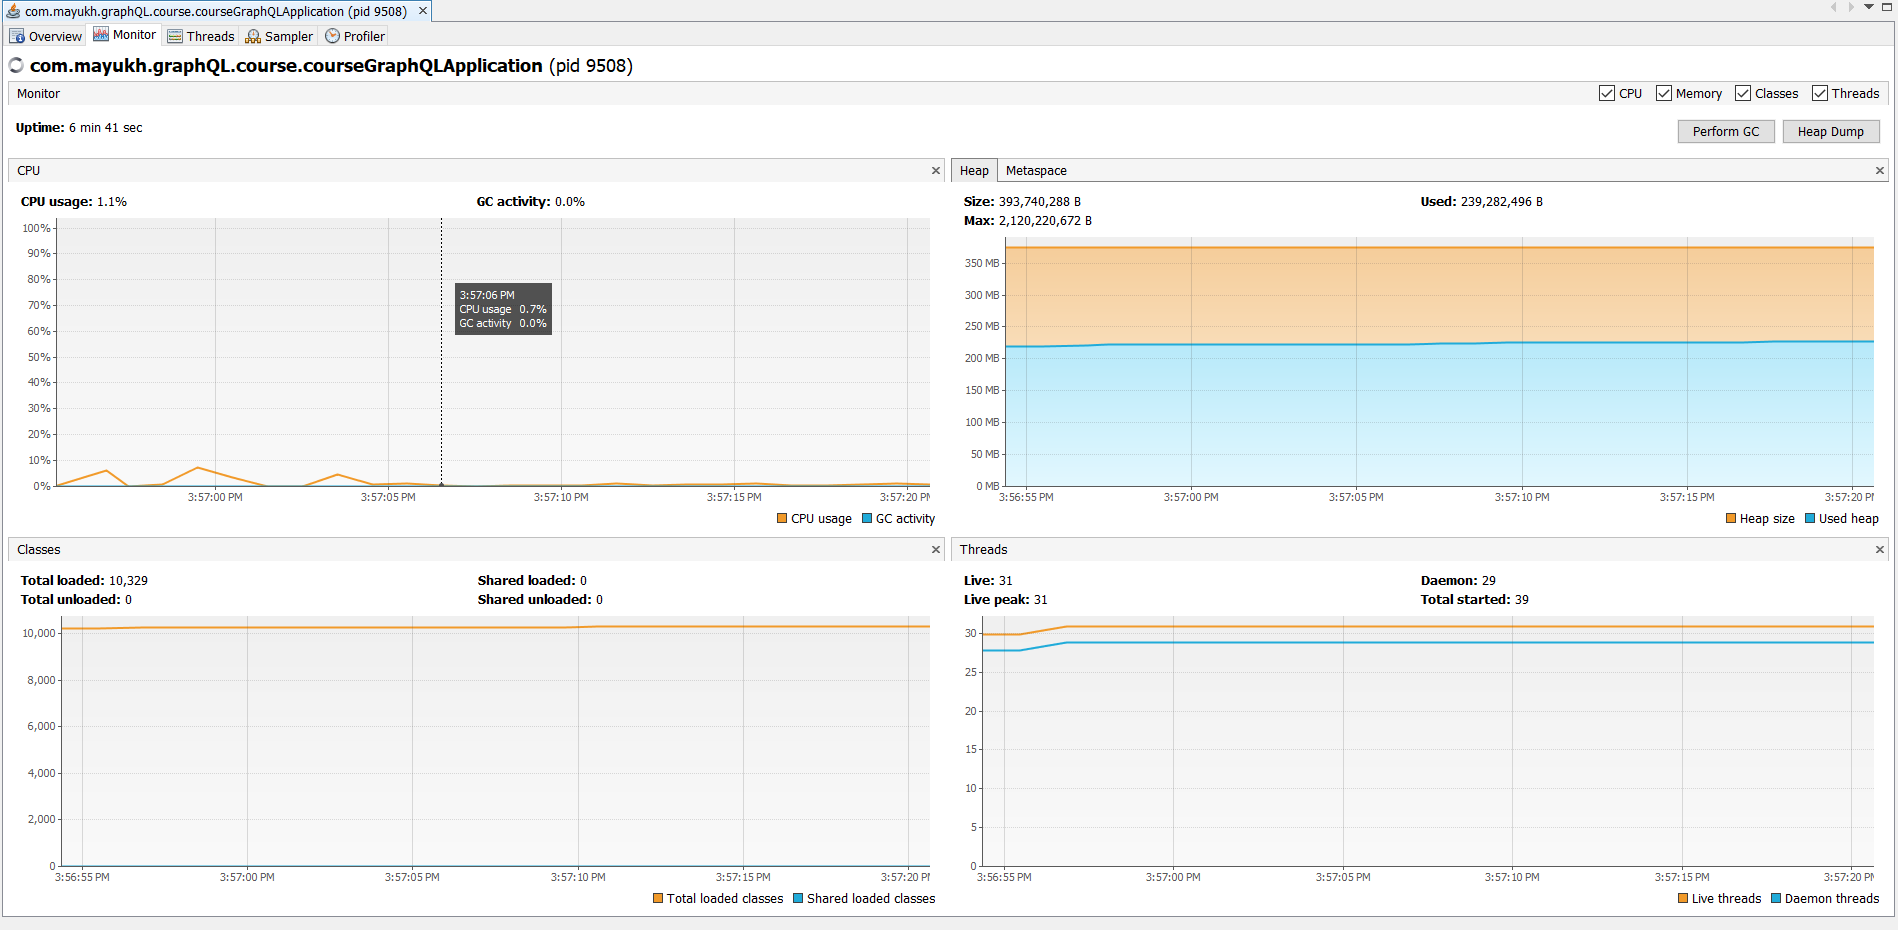 com.mayukh.graphQL.course.courseGraphQLApplication (pid 9508)
Overview Monitor Threads Sampler Profiler
com.mayukh.graphQL.course.courseGraphQLApplication (pid 9508)
Monitor
CPU Memory Classes Threads
Uptime: 6 min 41 sec
Perform GC Heap Dump
CPU
CPU usage: 1.1% GC activity: 0.0%
100%
90%
80%
70%
60%
50%
40%
30%
20%
10%
0%
3:57:06 PM
CPU usage 0.7%
GC activity 0.0%
3:57:00 PM 3:57:05 PM 3:57:10 PM 3:57:15 PM 3:57:20 PM
CPU usage GC activity
Heap Metaspace
Size: 393,740,288 B Used: 239,282,496 B
Max: 2,120,220,672 B
350 MB
300 MB
250 MB
200 MB
150 MB
100 MB
50 MB
0 MB
3:56:55 PM 3:57:00 PM 3:57:05 PM 3:57:10 PM 3:57:15 PM 3:57:20 PM
Heap size Used heap
Classes
Total loaded: 10,329 Shared loaded: 0
Total unloaded: 0 Shared unloaded: 0
10,000
8,000
6,000
4,000
2,000
0
3:56:55 PM 3:57:00 PM 3:57:05 PM 3:57:10 PM 3:57:15 PM 3:57:20 PM
Total loaded classes Shared loaded classes
Threads
Live: 31 Daemon: 29
Live peak: 31 Total started: 39
30
25
20
15
10
5
0
3:56:55 PM 3:57:00 PM 3:57:05 PM 3:57:10 PM 3:57:15 PM 3:57:20 PM
Live threads Daemon threads